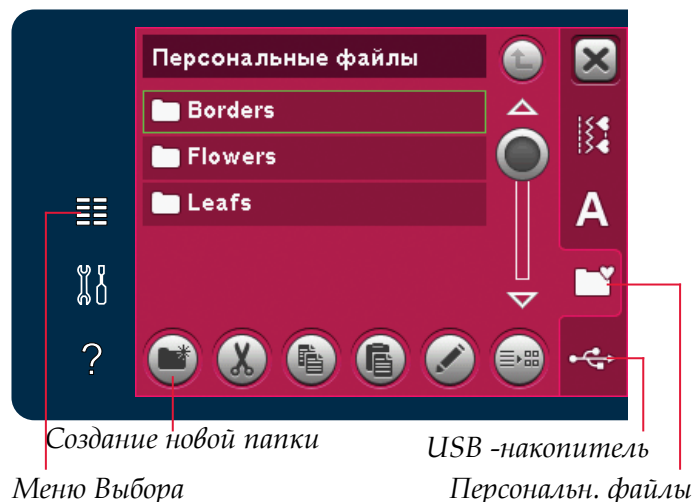 Персональные файлы
Borders
Flowers
Leafs
A
?
Создание новой папки
USB -накопитель
Меню Выбора
Персональн. файлы